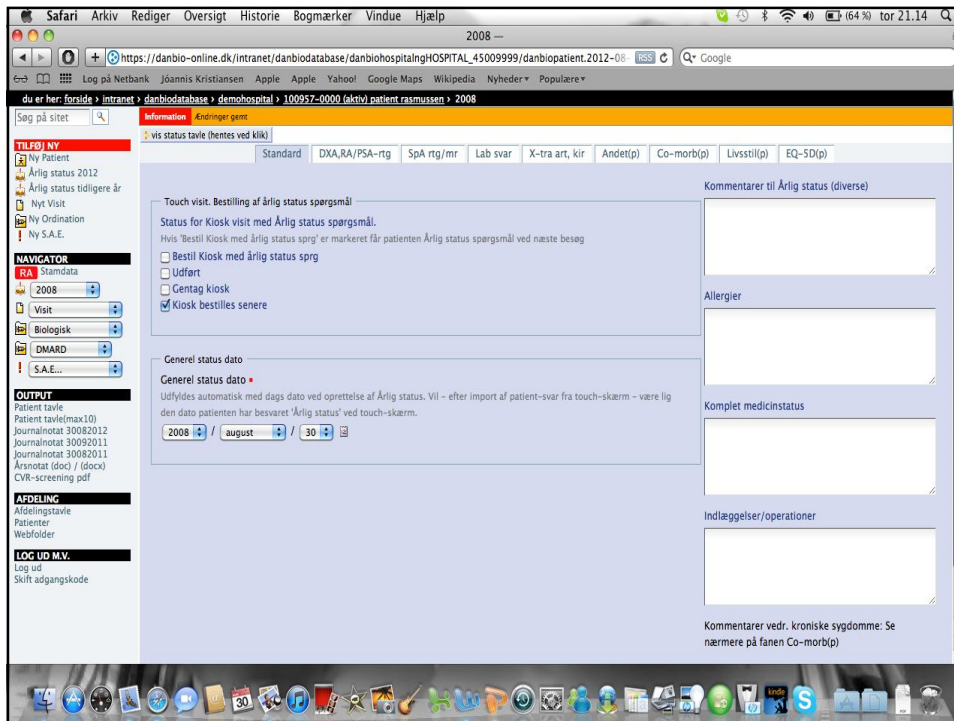 Safari Arkiv Rediger Oversigt Historie Bogmærker Vindue Hjælp (64 %) tor 21.14
2008 —
https://danbio-online.dk/intranet/danbiodatabase/danbiohospitalngHOSPITAL_45009999/danbiopatient.2012-08- RSS Google
Log på Netbank Jóannis Kristiansen Apple Apple Yahoo! Google Maps Wikipedia Nyheder Populære
du er her: forside › intranet › danbiodatabase › demohospital › 100957-0000 (aktiv) patient rasmussen › 2008
Søg på sitet
Information Ændringer gemt
vis status tavle (hentes ved klik)
Standard DXA,RA/PSA-rtg SpA rtg/mr Lab svar X-tra art, kir Andet(p) Co-morb(p) Livsstil(p) EQ-5D(p)
TILFØJ NY
Ny Patient
Årlig status 2012
Årlig status tidligere år
Nyt Visit
Ny Ordination
Ny S.A.E.
NAVIGATOR
RA Stamdata
2008
Visit
Biologisk
DMARD
S.A.E...
OUTPUT
Patient tavle
Patient tavle(max10)
Journalnotat 30082012
Journalnotat 30092011
Journalnotat 30082011
Årsnotat (doc) / (docx)
CVR-screening pdf
AFDELING
Afdelingstavle
Patienter
Webfolder
LOG UD M.V.
Log ud
Skift adgangskode
Touch visit. Bestilling af årlig status spørgsmål
Status for Kiosk visit med Årlig status spørgsmål.
Hvis 'Bestil Kiosk med årlig status sprg' er markeret får patienten Årlig status spørgsmål ved næste besøg
Bestil Kiosk med årlig status sprg
Udført
Gentag kiosk
Kiosk bestilles senere
Generel status dato
Generel status dato
Udfyldes automatisk med dags dato ved oprettelse af Årlig status. Vil – efter import af patient-svar fra touch-skærm – være lig
den dato patienten har besvaret 'Årlig status' ved touch-skærm.
2008 / august / 30
Kommentarer til Årlig status (diverse)
Allergier
Komplet medicinstatus
Indlæggelser/operationer
Kommentarer vedr. kroniske sygdomme: Se
nærmere på fanen Co-morb(p)
30
kindle